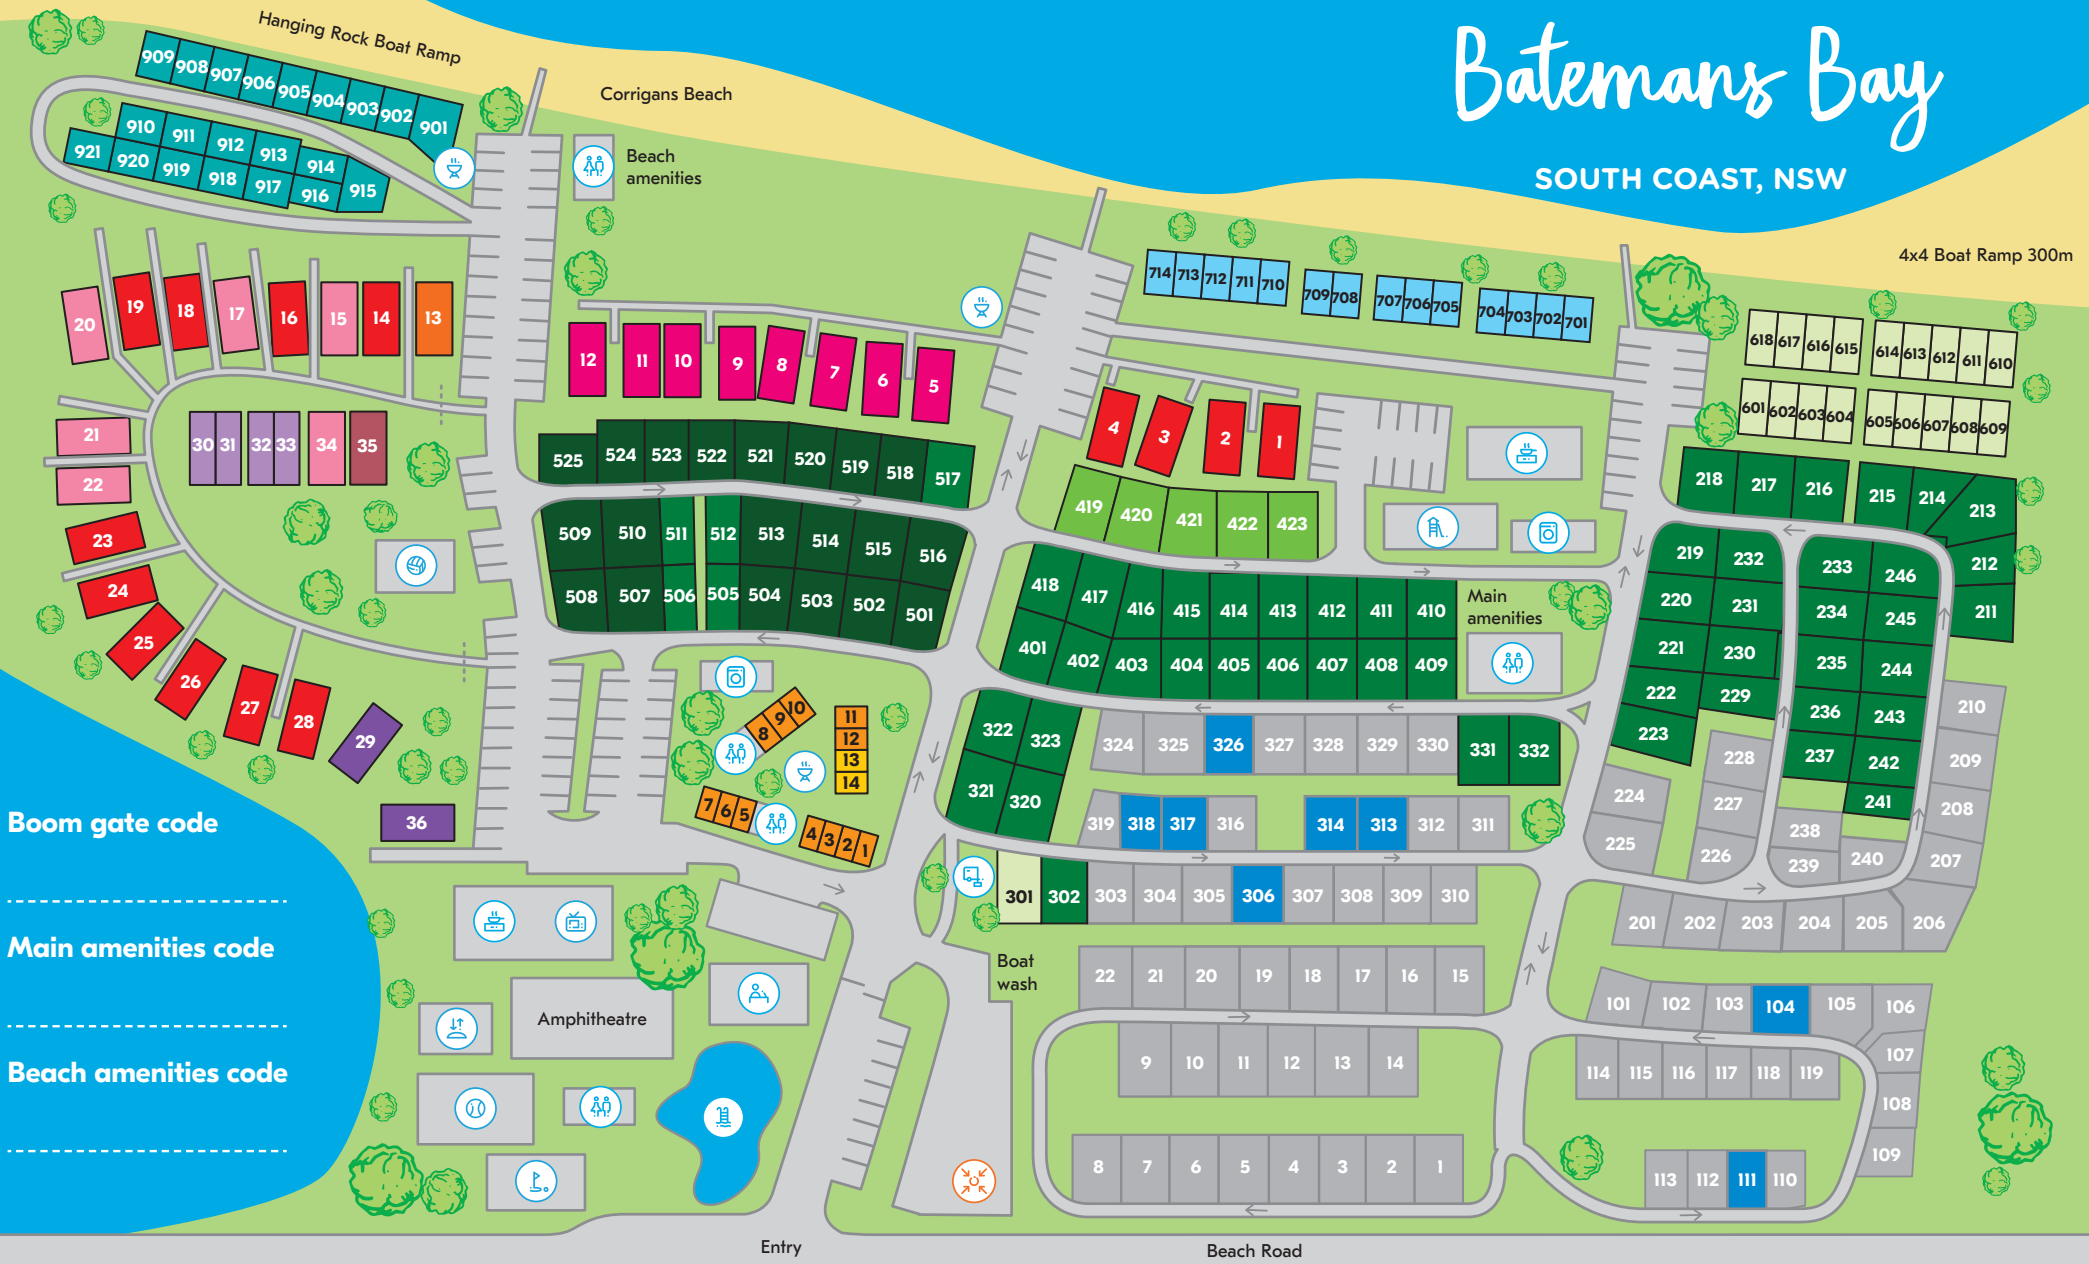 Hanging Rock Boat Ramp
Batemans Bay
SOUTH COAST, NSW
Corrigans Beach
4x4 Boat Ramp 300m
Beach
amenities
909 908 907 906 905 904 903 902 901
910 911 912 913 914
921 920 919 918 917 916 915
714 713 712 711 710 709 708 707 706 705 704 703 702 701
20 19 18 17 16 15 14 13
12 11 10 9 8 7 6 5
4 3 2 1
618 617 616 615 614 613 612 611 610
601 602 603 604 605 606 607 608 609
21
22
30 31 32 33 34 35
525 524 523 522 521 520 519 518 517
509 510 511 512 513 514 515 516
508 507 506 505 504 503 502 501
419 420 421 422 423
418 417 416 415 414 413 412 411 410
401 402 403 404 405 406 407 408 409
Main
amenities
218 217 216 215 214 213
212
211
219 232 233 246
220 231 234 245
221 230 235 244
222 229 236 243
223 237 242
241
210
209
208
207
228
227
226
224
225
238
239 240
201 202 203 204 205 206
23
24
25
26
27
28
29
36
10
9
8
11
12
13
14
7 6 5
4 3 2 1
322 323
321 320
324 325 326 327 328 329 330 331 332
319 318 317 316 314 313 312 311
301 302 303 304 305 306 307 308 309 310
Boat
wash
22 21 20 19 18 17 16 15
9 10 11 12 13 14
8 7 6 5 4 3 2 1
101 102 103 104 105 106
107
108
109
114 115 116 117 118 119
113 112 111 110
Boom gate code
Main amenities code
Beach amenities code
Amphitheatre
Entry
Beach Road